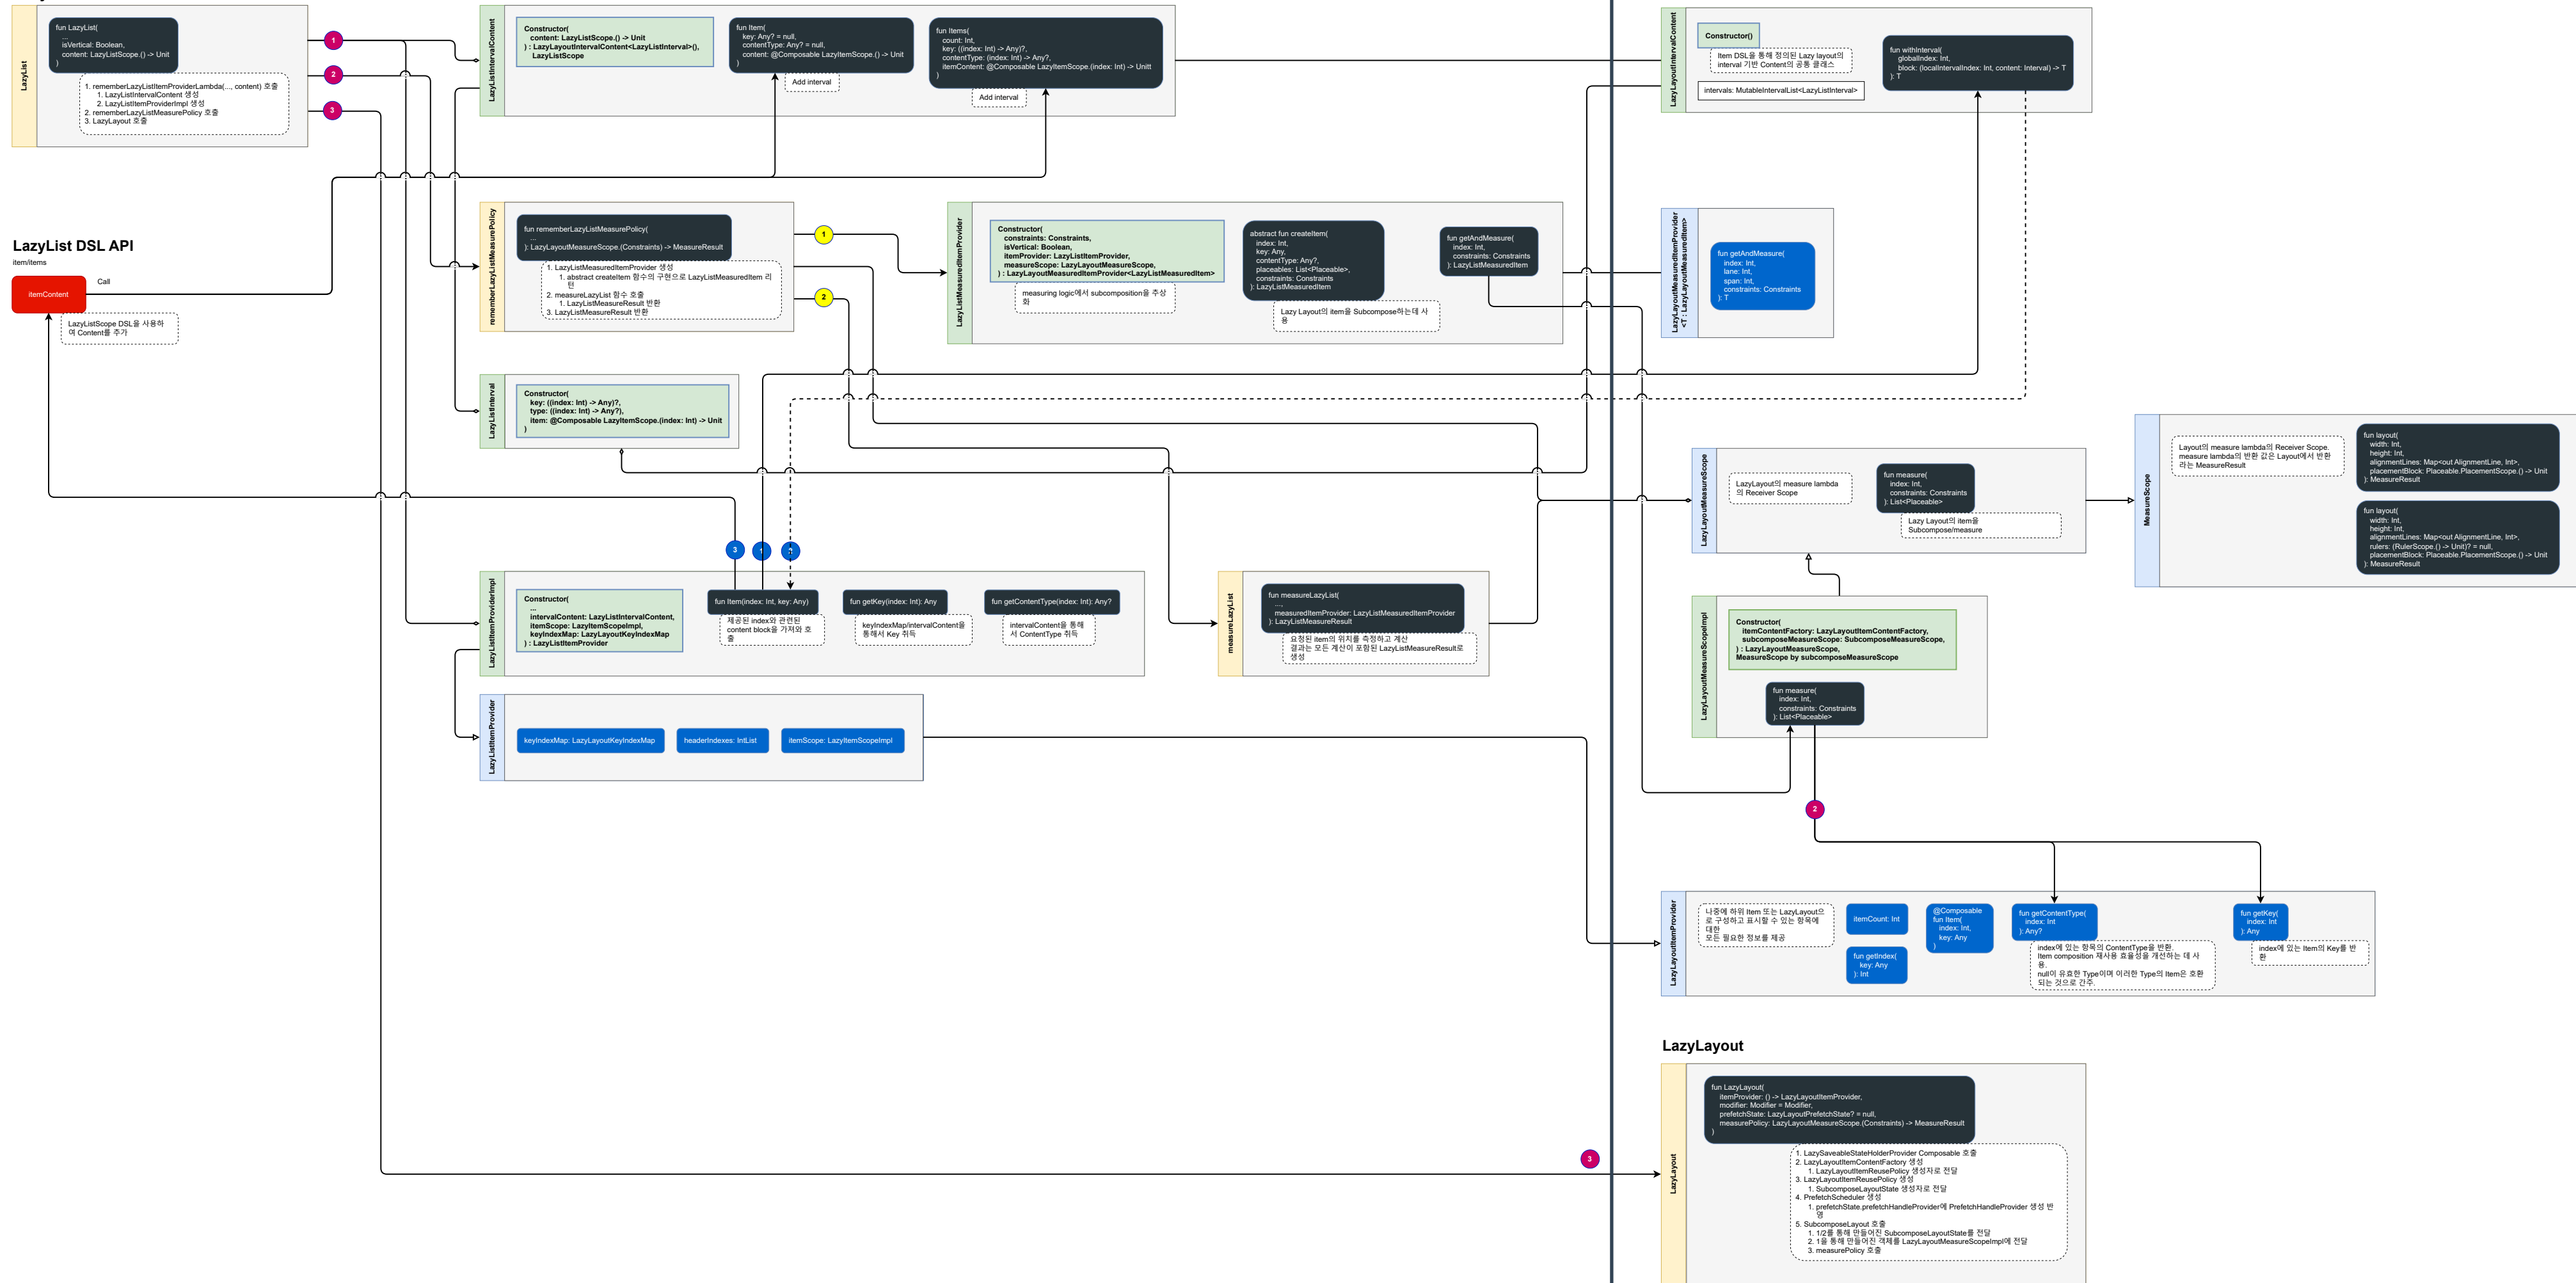 LazyList
fun LazyList(
...
isVertical: Boolean,
content: LazyListScope.() -> Unit
)
1. rememberLazyListItemProviderLambda(..., content) 호출
1. LazyListIntervalContent 생성
2. LazyListItemProviderImpl 생성
2. rememberLazyListMeasurePolicy 호출
3. LazyLayout 호출
1
2
3
LazyListIntervalContent
Constructor(
content: LazyListScope.() -> Unit
) : LazyLayoutIntervalContent<LazyListInterval>(),
LazyListScope
fun Item(
key: Any? = null,
contentType: Any? = null,
content: @Composable LazyItemScope.() -> Unit
)
Add interval
fun Items(
count: Int,
key: ((index: Int) -> Any)?,
contentType: (index: Int) -> Any?,
itemContent: @Composable LazyItemScope.(index: Int) -> Unitt
)
Add interval
LazyLayoutIntervalContent
Constructor()
Item DSL을 통해 정의된 Lazy layout의
interval 기반 Content의 공통 클래스
intervals: MutableIntervalList<LazyListInterval>
fun withInterval(
globalIndex: Int,
block: (localIntervalIndex: Int, content: Interval) -> T
): T
LazyList DSL API
item/items
itemContent
Call
LazyListScope DSL을 사용하
여 Content를 추가
rememberLazyListMeasurePolicy
fun rememberLazyListMeasurePolicy(
...
): LazyLayoutMeasureScope.(Constraints) -> MeasureResult
1. LazyListMeasuredItemProvider 생성
1. abstract createItem 함수의 구현으로 LazyListMeasuredItem 리
턴
2. measureLazyList 함수 호출
1. LazyListMeasureResult 반환
3. LazyListMeasureResult 반환
1
2
LazyListMeasuredItemProvider
Constructor(
constraints: Constraints,
isVertical: Boolean,
itemProvider: LazyListItemProvider,
measureScope: LazyLayoutMeasureScope,
) : LazyLayoutMeasuredItemProvider<LazyListMeasuredItem>
measuring logic에서 subcomposition을 추상
화
abstract fun createItem(
index: Int,
key: Any,
contentType: Any?,
placeables: List<Placeable>,
constraints: Constraints
): LazyListMeasuredItem
Lazy Layout의 item을 Subcompose하는데 사
용
fun getAndMeasure(
index: Int,
constraints: Constraints
): LazyListMeasuredItem
LazyLayoutMeasuredItemProvider
<T : LazyLayoutMeasuredItem>
fun getAndMeasure(
index: Int,
lane: Int,
span: Int,
constraints: Constraints
): T
LazyListInterval
Constructor(
key: ((index: Int) -> Any)?,
type: ((index: Int) -> Any?),
item: @Composable LazyItemScope.(index: Int) -> Unit
)
LazyLayoutMeasureScope
LazyLayout의 measure lambda
의 Receiver Scope
fun measure(
index: Int,
constraints: Constraints
): List<Placeable>
Lazy Layout의 item을
Subcompose/measure
MeasureScope
Layout의 measure lambda의 Receiver Scope.
measure lambda의 반환 값은 Layout에서 반환
라는 MeasureResult
fun layout(
width: Int,
height: Int,
alignmentLines: Map<out AlignmentLine, Int>,
placementBlock: Placeable.PlacementScope.() -> Unit
): MeasureResult
fun layout(
width: Int,
height: Int,
alignmentLines: Map<out AlignmentLine, Int>,
rulers: (RulerScope.() -> Unit)? = null,
placementBlock: Placeable.PlacementScope.() -> Unit
): MeasureResult
3
1
2
LazyListItemProviderImpl
Constructor(
...
intervalContent: LazyListIntervalContent,
itemScope: LazyItemScopeImpl,
keyIndexMap: LazyLayoutKeyIndexMap
) : LazyListItemProvider
fun Item(index: Int, key: Any)
제공된 index와 관련된
content block을 가져와 호
출
fun getKey(index: Int): Any
keyIndexMap/intervalContent을
통해서 Key 취득
fun getContentType(index: Int): Any?
intervalContent을 통해
서 ContentType 취득
measureLazyList
fun measureLazyList(
...,
measuredItemProvider: LazyListMeasuredItemProvider
): LazyListMeasureResult
요청된 item의 위치를 측정하고 계산
결과는 모든 계산이 포함된 LazyListMeasureResult로
생성
LazyLayoutMeasureScopeImpl
Constructor(
itemContentFactory: LazyLayoutItemContentFactory,
subcomposeMeasureScope: SubcomposeMeasureScope,
) : LazyLayoutMeasureScope,
MeasureScope by subcomposeMeasureScope
fun measure(
index: Int,
constraints: Constraints
): List<Placeable>
2
LazyListItemProvider
keyIndexMap: LazyLayoutKeyIndexMap
headerIndexes: IntList
itemScope: LazyItemScopeImpl
LazyLayoutItemProvider
나중에 하위 Item 또는 LazyLayout으
로 구성하고 표시할 수 있는 항목에
대한
모든 필요한 정보를 제공
itemCount: Int
fun getIndex(
key: Any
): Int
@Composable
fun Item(
index: Int,
key: Any
)
fun getContentType(
index: Int
): Any?
index에 있는 항목의 ContentType을 반환.
Item composition 재사용 효율성을 개선하는 데 사
용.
null이 유효한 Type이며 이러한 Type의 Item은 호환
되는 것으로 간주.
fun getKey(
index: Int
): Any
index에 있는 Item의 Key를 반
환
LazyLayout
3
LazyLayout
fun LazyLayout(
itemProvider: () -> LazyLayoutItemProvider,
modifier: Modifier = Modifier,
prefetchState: LazyLayoutPrefetchState? = null,
measurePolicy: LazyLayoutMeasureScope.(Constraints) -> MeasureResult
)
1. LazySaveableStateHolderProvider Composable 호출
2. LazyLayoutItemContentFactory 생성
1. LazyLayoutItemReusePolicy 생성자로 전달
3. LazyLayoutItemReusePolicy 생성
1. SubcomposeLayoutState 생성자로 전달
4. PrefetchScheduler 생성
1. prefetchState.prefetchHandleProvider에 PrefetchHandleProvider 생성 반
영
5. SubcomposeLayout 호출
1. 1/2를 통해 만들어진 SubcomposeLayoutState를 전달
2. 1을 통해 만들어진 객체를 LazyLayoutMeasureScopeImpl에 전달
3. measurePolicy 호출